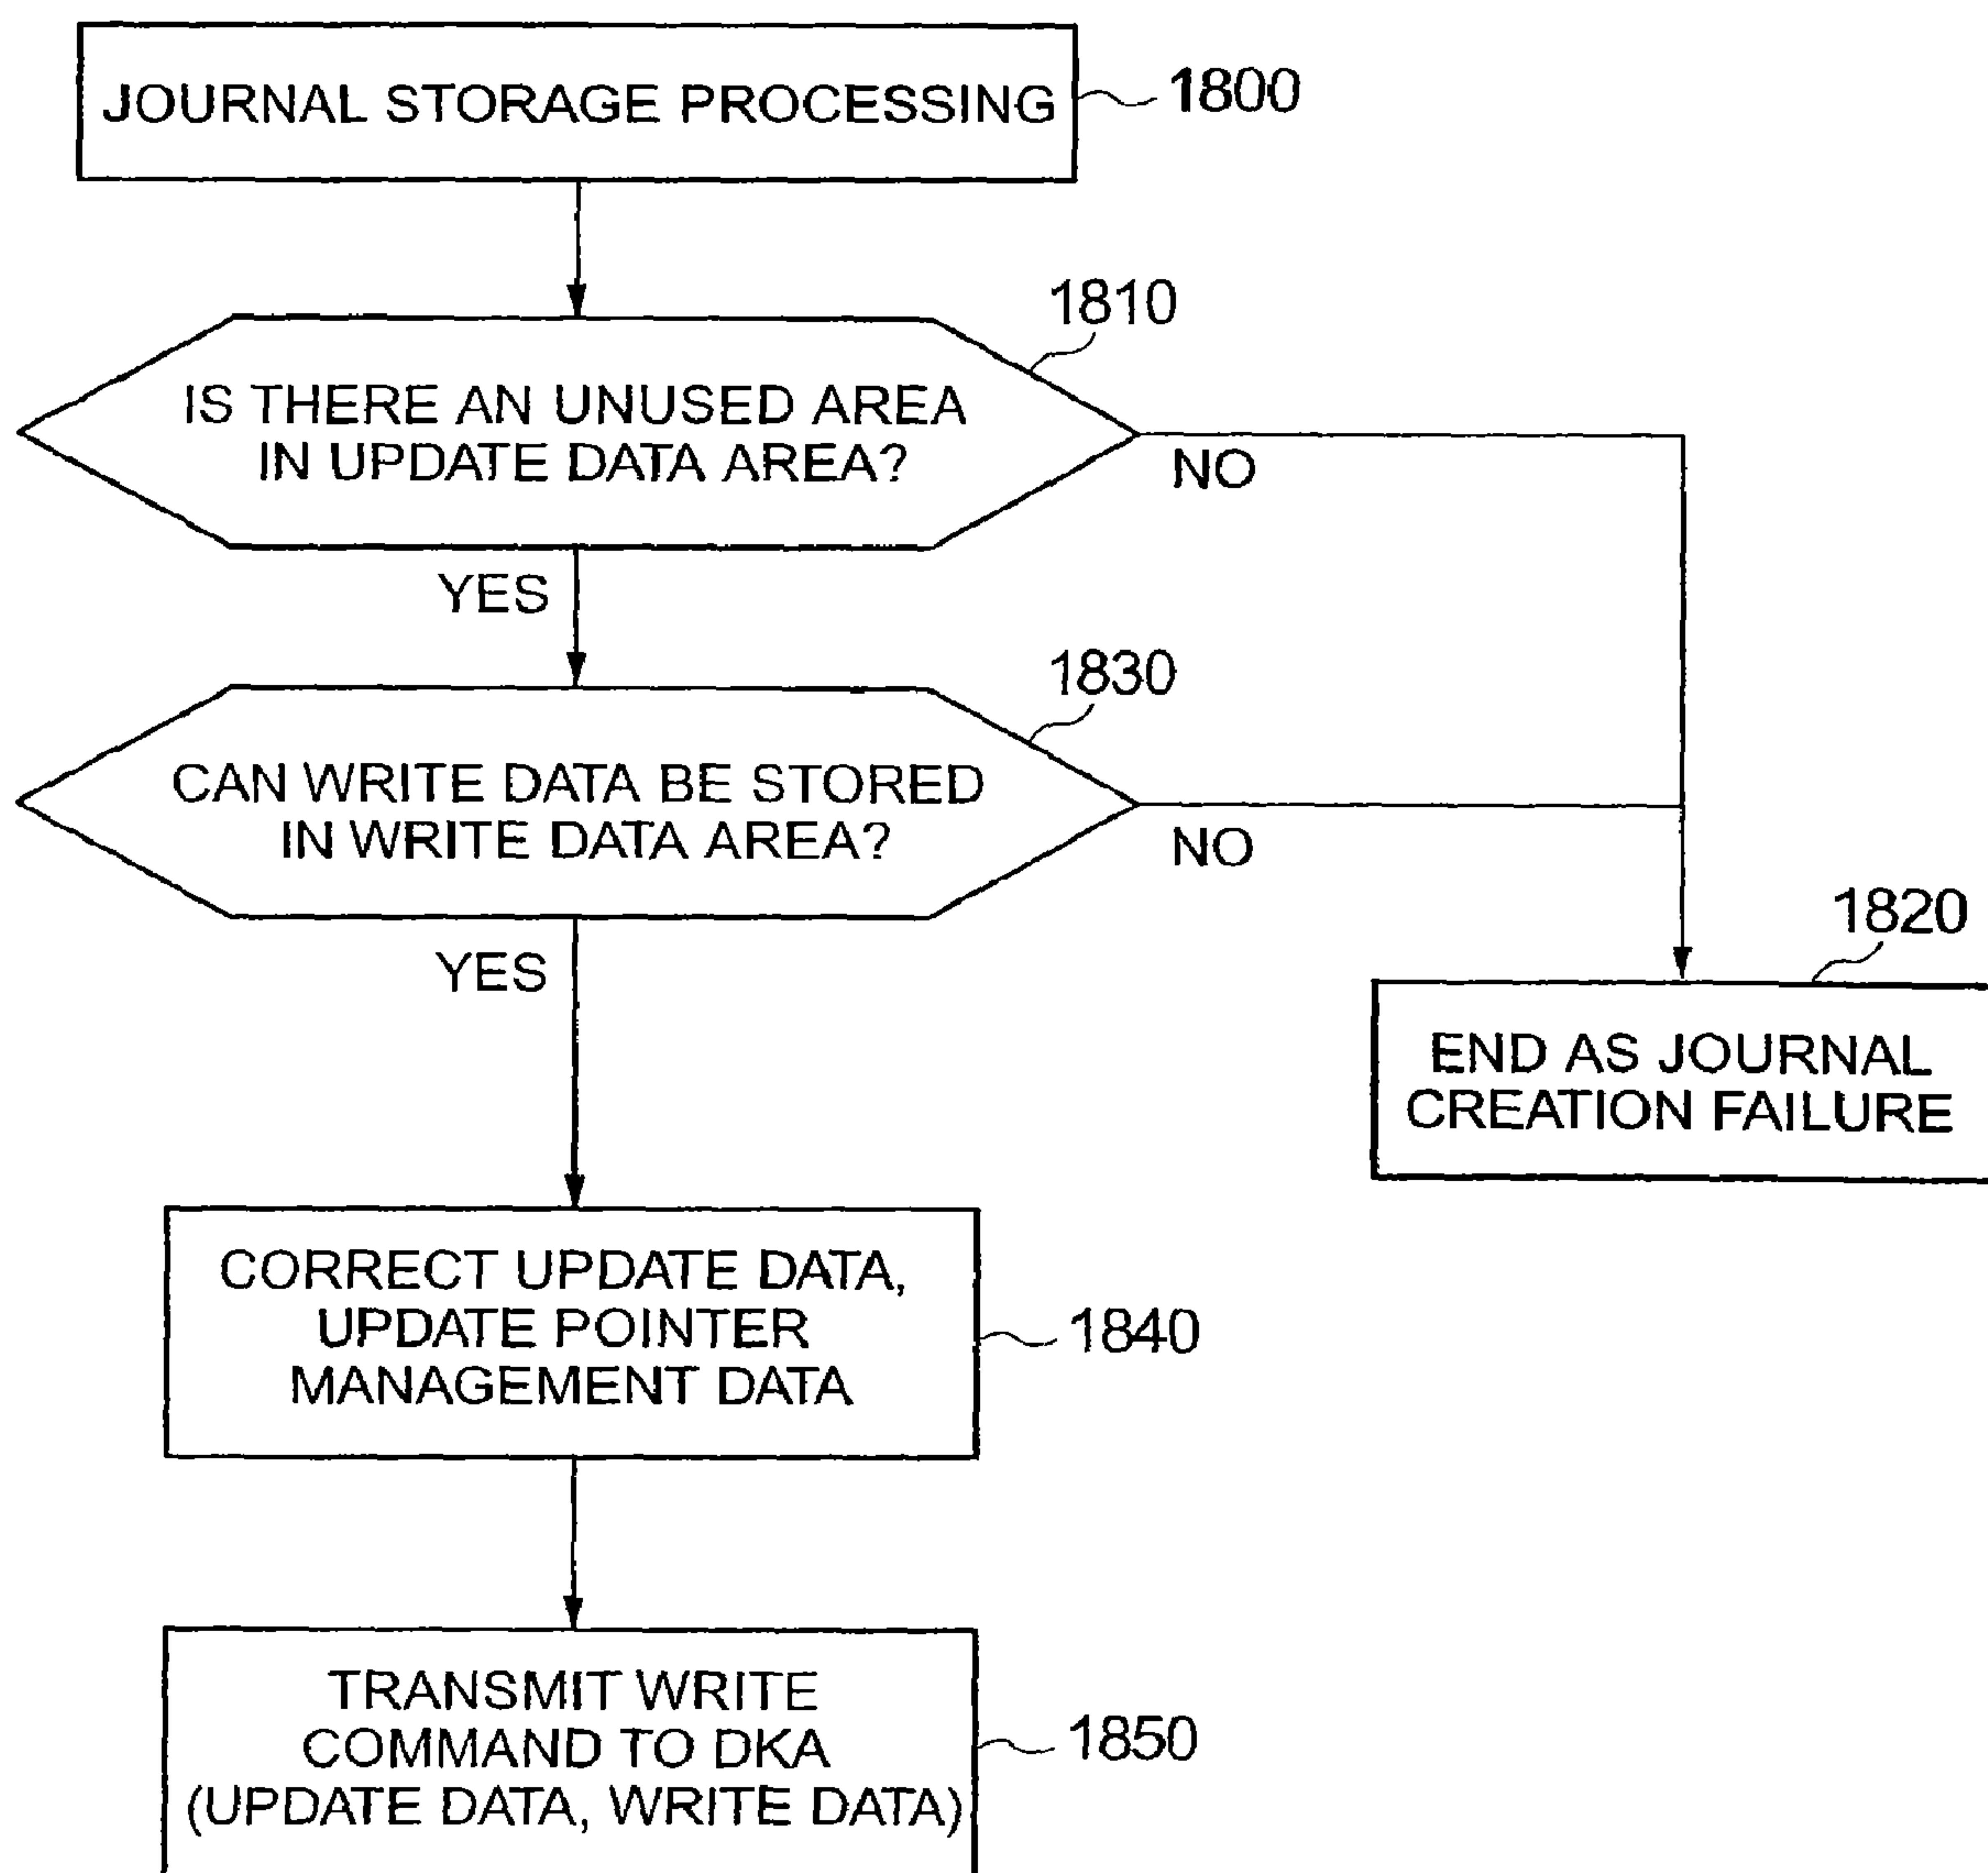 JOURNAL STORAGE PROCESSING
1800
1810
IS THERE AN UNUSED AREA
IN UPDATE DATA AREA?
NO
YES
1830
CAN WRITE DATA BE STORED
IN WRITE DATA AREA?
NO
YES
1820
END AS JOURNAL
CREATION FAILURE
CORRECT UPDATE DATA,
UPDATE POINTER
MANAGEMENT DATA
1840
TRANSMIT WRITE
COMMAND TO DKA
(UPDATE DATA, WRITE DATA)
1850